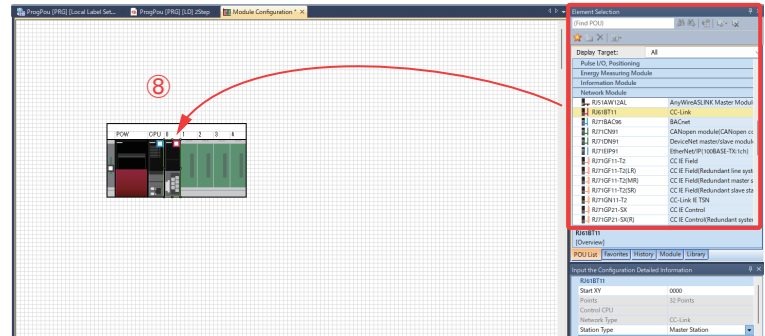 ProgPou [PRG] [Local Label Set...
ProgPou [PRG] [LD] 2Step
Module Configuration *
Element Selection
(Find POU)
Display Target: All
Pulse I/O, Positioning
Energy Measuring Module
Information Module
Network Module
RJ51AW12AL AnyWireASLINK Master Modul
RJ61BT11 CC-Link
RJ71BAC96 BACnet
RJ71CN91 CANopen module(CANopen cc
RJ71DN91 DeviceNet master/slave modul
RJ71EIP91 EtherNet/IP(100BASE-TX:1ch)
RJ71GF11-T2 CC IE Field
RJ71GF11-T2(LR) CC IE Field(Redundant line syst
RJ71GF11-T2(MR) CC IE Field(Redundant master s
RJ71GF11-T2(SR) CC IE Field(Redundant slave sta
RJ71GN11-T2 CC-Link IE TSN
RJ71GP21-SX CC IE Control
RJ71GP21-SX(R) CC IE Control(Redundant syster
RJ61BT11
[Overview]
POU List Favorites History Module Library
Input the Configuration Detailed Information
RJ61BT11
Start XY 0000
Points 32 Points
Control CPU
Network Type CC-Link
Station Type Master Station
⑧
POW CPU 0 1 2 3 4